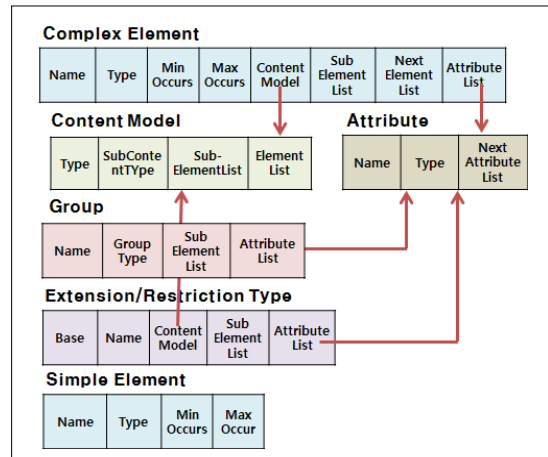 Complex Element
Name Type Min Occurs Max Occurs Content Model Sub Element List Next Element List Attribute List
Content Model
Type SubConte ntTYpe Sub- ElementList Element List
Attribute
Name Type Next Attribute List
Group
Name Group Type Sub Element List Attribute List
Extension/Restriction Type
Base Name Content Model Sub Element List Attribute List
Simple Element
Name Type Min Occurs Max Occur